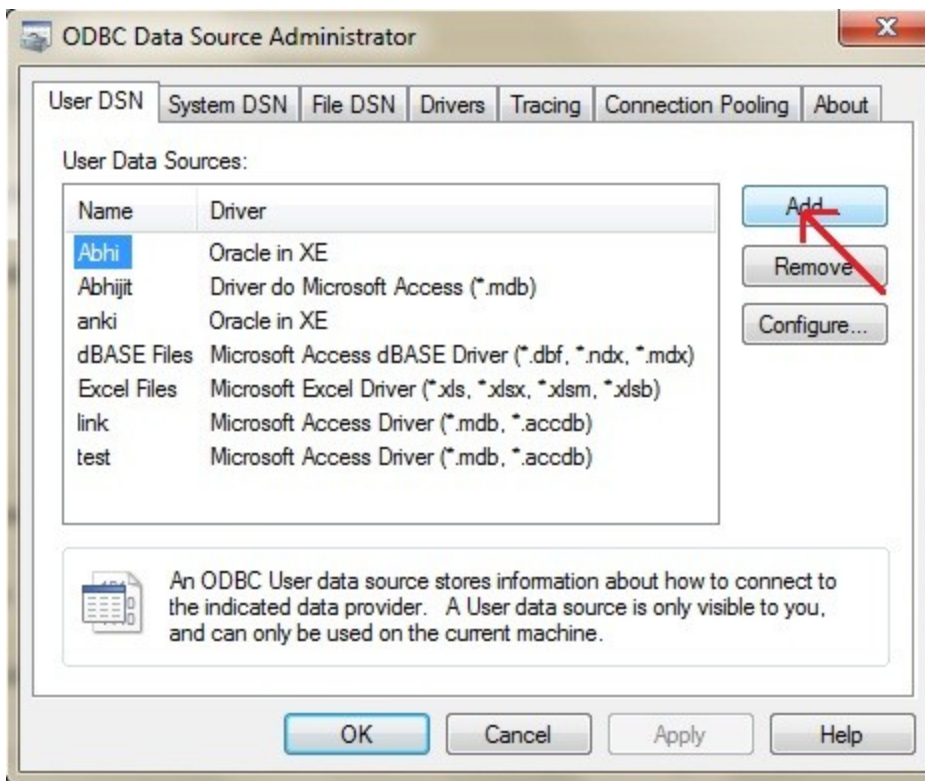 ODBC Data Source Administrator
User DSN System DSN File DSN Drivers Tracing Connection Pooling About
User Data Sources:
Name Driver
Abhi Oracle in XE
Abhijit Driver do Microsoft Access (*.mdb)
anki Oracle in XE
dBASE Files Microsoft Access dBASE Driver (*.dbf, *.ndx, *.mdx)
Excel Files Microsoft Excel Driver (*.xls, *.xlsx, *.xlsm, *.xlsb)
link Microsoft Access Driver (*.mdb, *.accdb)
test Microsoft Access Driver (*.mdb, *.accdb)
Add...
Remove
Configure...
An ODBC User data source stores information about how to connect to
the indicated data provider. A User data source is only visible to you,
and can only be used on the current machine.
OK Cancel Apply Help